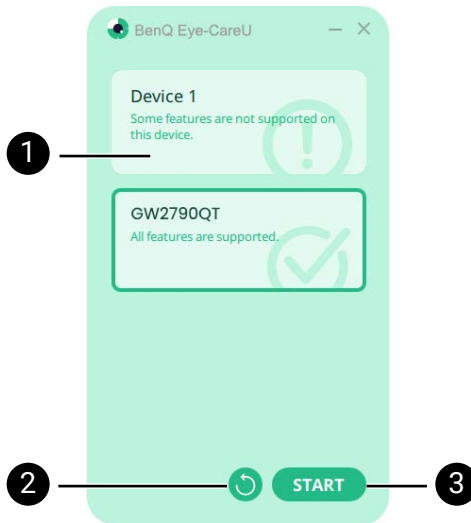 BenQ Eye-CareU
Device 1
Some features are not supported on
this device.
1
GW2790QT
All features are supported.
2
START
3